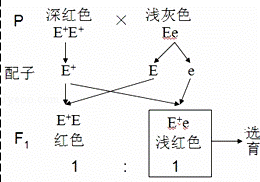 P 深红色 × 浅灰色
E⁺E⁺ Ee
配子 E⁺ E e
E⁺E E⁺e
F₁ 红色 浅红色 选育
1 : 1